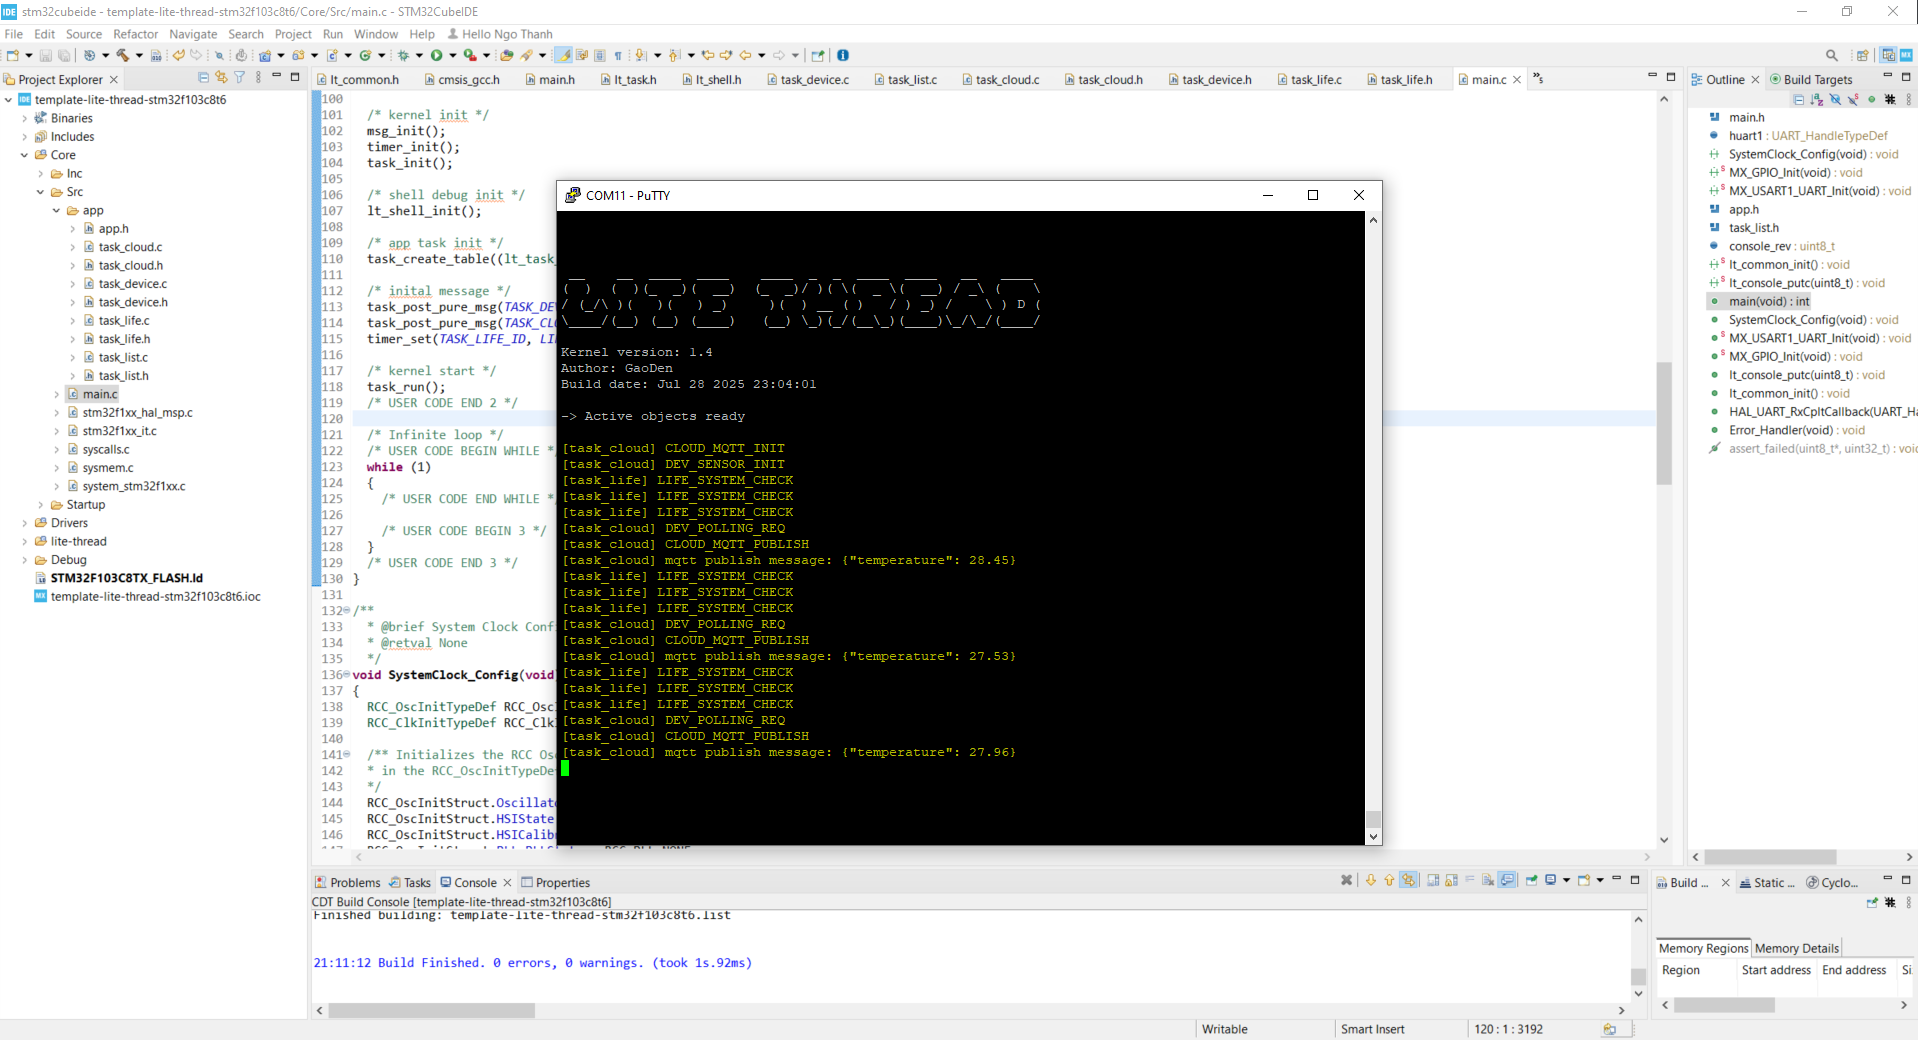 stm32cubeide - template-lite-thread-stm32f103c8t6/Core/Src/main.c - STM32CubeIDE
File Edit Source Refactor Navigate Search Project Run Window Help Hello Ngo Thanh
Project Explorer
template-lite-thread-stm32f103c8t6
Binaries
Includes
Core
Inc
Src
app
app.h
task_cloud.c
task_cloud.h
task_device.c
task_device.h
task_life.c
task_life.h
task_list.c
task_list.h
main.c
stm32f1xx_hal_msp.c
stm32f1xx_it.c
syscalls.c
sysmem.c
system_stm32f1xx.c
Startup
Drivers
lite-thread
Debug
STM32F103C8TX_FLASH.ld
template-lite-thread-stm32f103c8t6.ioc
lt_common.h cmsis_gcc.h main.h lt_task.h lt_shell.h task_device.c task_list.c task_cloud.c task_cloud.h task_device.h task_life.c task_life.h main.c
100
101 /* kernel init */
102 msg_init();
103 timer_init();
104 task_init();
105
106 /* shell debug init */
107 lt_shell_init();
108
109 /* app task init */
110 task_create_table((lt_task
111
112 /* inital message */
113 task_post_pure_msg(TASK_DE
114 task_post_pure_msg(TASK_CL
115 timer_set(TASK_LIFE_ID, LI
116
117 /* kernel start */
118 task_run();
119 /* USER CODE END 2 */
120
121 /* Infinite loop */
122 /* USER CODE BEGIN WHILE *
123 while (1)
124 {
125 /* USER CODE END WHILE *
126
127 /* USER CODE BEGIN 3 */
128 }
129 /* USER CODE END 3 */
130 }
131
132 /**
133 * @brief System Clock Conf
134 * @retval None
135 */
136 void SystemClock_Config(void
137 {
138 RCC_OscInitTypeDef RCC_Osc
139 RCC_ClkInitTypeDef RCC_Clk
140
141 /** Initializes the RCC Os
142 * in the RCC_OscInitTypeDe
143 */
144 RCC_OscInitStruct.Oscillat
145 RCC_OscInitStruct.HSIState
146 RCC_OscInitStruct.HSICalib
COM11 - PuTTY
LITE THREAD
Kernel version: 1.4
Author: GaoDen
Build date: Jul 28 2025 23:04:01
-> Active objects ready
[task_cloud] CLOUD_MQTT_INIT
[task_cloud] DEV_SENSOR_INIT
[task_life] LIFE_SYSTEM_CHECK
[task_life] LIFE_SYSTEM_CHECK
[task_life] LIFE_SYSTEM_CHECK
[task_cloud] DEV_POLLING_REQ
[task_cloud] CLOUD_MQTT_PUBLISH
[task_cloud] mqtt publish message: {"temperature": 28.45}
[task_life] LIFE_SYSTEM_CHECK
[task_life] LIFE_SYSTEM_CHECK
[task_life] LIFE_SYSTEM_CHECK
[task_cloud] DEV_POLLING_REQ
[task_cloud] CLOUD_MQTT_PUBLISH
[task_cloud] mqtt publish message: {"temperature": 27.53}
[task_life] LIFE_SYSTEM_CHECK
[task_life] LIFE_SYSTEM_CHECK
[task_life] LIFE_SYSTEM_CHECK
[task_cloud] DEV_POLLING_REQ
[task_cloud] CLOUD_MQTT_PUBLISH
[task_cloud] mqtt publish message: {"temperature": 27.96}
Outline Build Targets
main.h
huart1 : UART_HandleTypeDef
SystemClock_Config(void) : void
MX_GPIO_Init(void) : void
MX_USART1_UART_Init(void) : void
app.h
task_list.h
console_rev : uint8_t
lt_common_init() : void
lt_console_putc(uint8_t) : void
main(void) : int
SystemClock_Config(void) : void
MX_USART1_UART_Init(void) : void
MX_GPIO_Init(void) : void
lt_console_putc(uint8_t) : void
lt_common_init() : void
HAL_UART_RxCpltCallback(UART_Ha
Error_Handler(void) : void
assert_failed(uint8_t*, uint32_t) : voic
Problems Tasks Console Properties
CDT Build Console [template-lite-thread-stm32f103c8t6]
Finished building: template-lite-thread-stm32f103c8t6.list
21:11:12 Build Finished. 0 errors, 0 warnings. (took 1s.92ms)
Build ... Static ... Cyclo...
Memory Regions Memory Details
Region Start address End address Si
Writable Smart Insert 120 : 1 : 3192